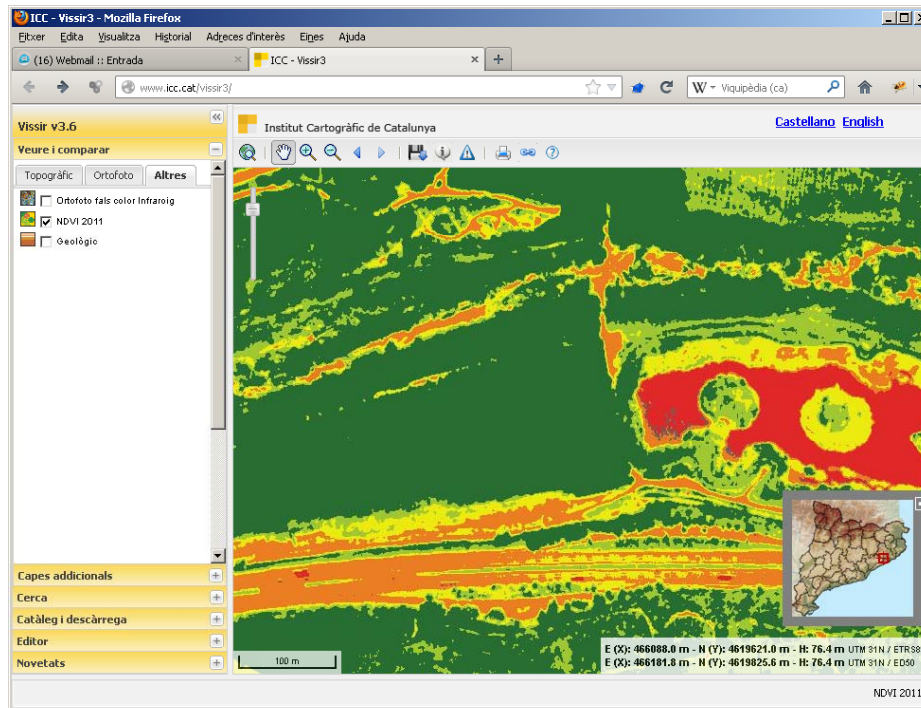 ICC - Vissir3 - Mozilla Firefox
Fitxer Edita Visualitza Historial Adreces d'interès Eines Ajuda
(16) Webmail :: Entrada
ICC - Vissir3
www.icc.cat/vissir3/
W Viquipèdia (ca)
Vissir v3.6
Institut Cartogràfic de Catalunya
Castellano English
Veure i comparar
Topogràfic Ortofoto Altres
Ortofoto fals color Infraroig
NDVI 2011
Geològic
Capes addicionals
Cerca
Catàleg i descàrrega
Editor
Novetats
100 m
E (X): 466088.0 m - N (Y): 4619621.0 m - H: 76.4 m UTM 31N / ETRS8
E (X): 466181.8 m - N (Y): 4619825.6 m - H: 76.4 m UTM 31N / ED50
NDVI 2011